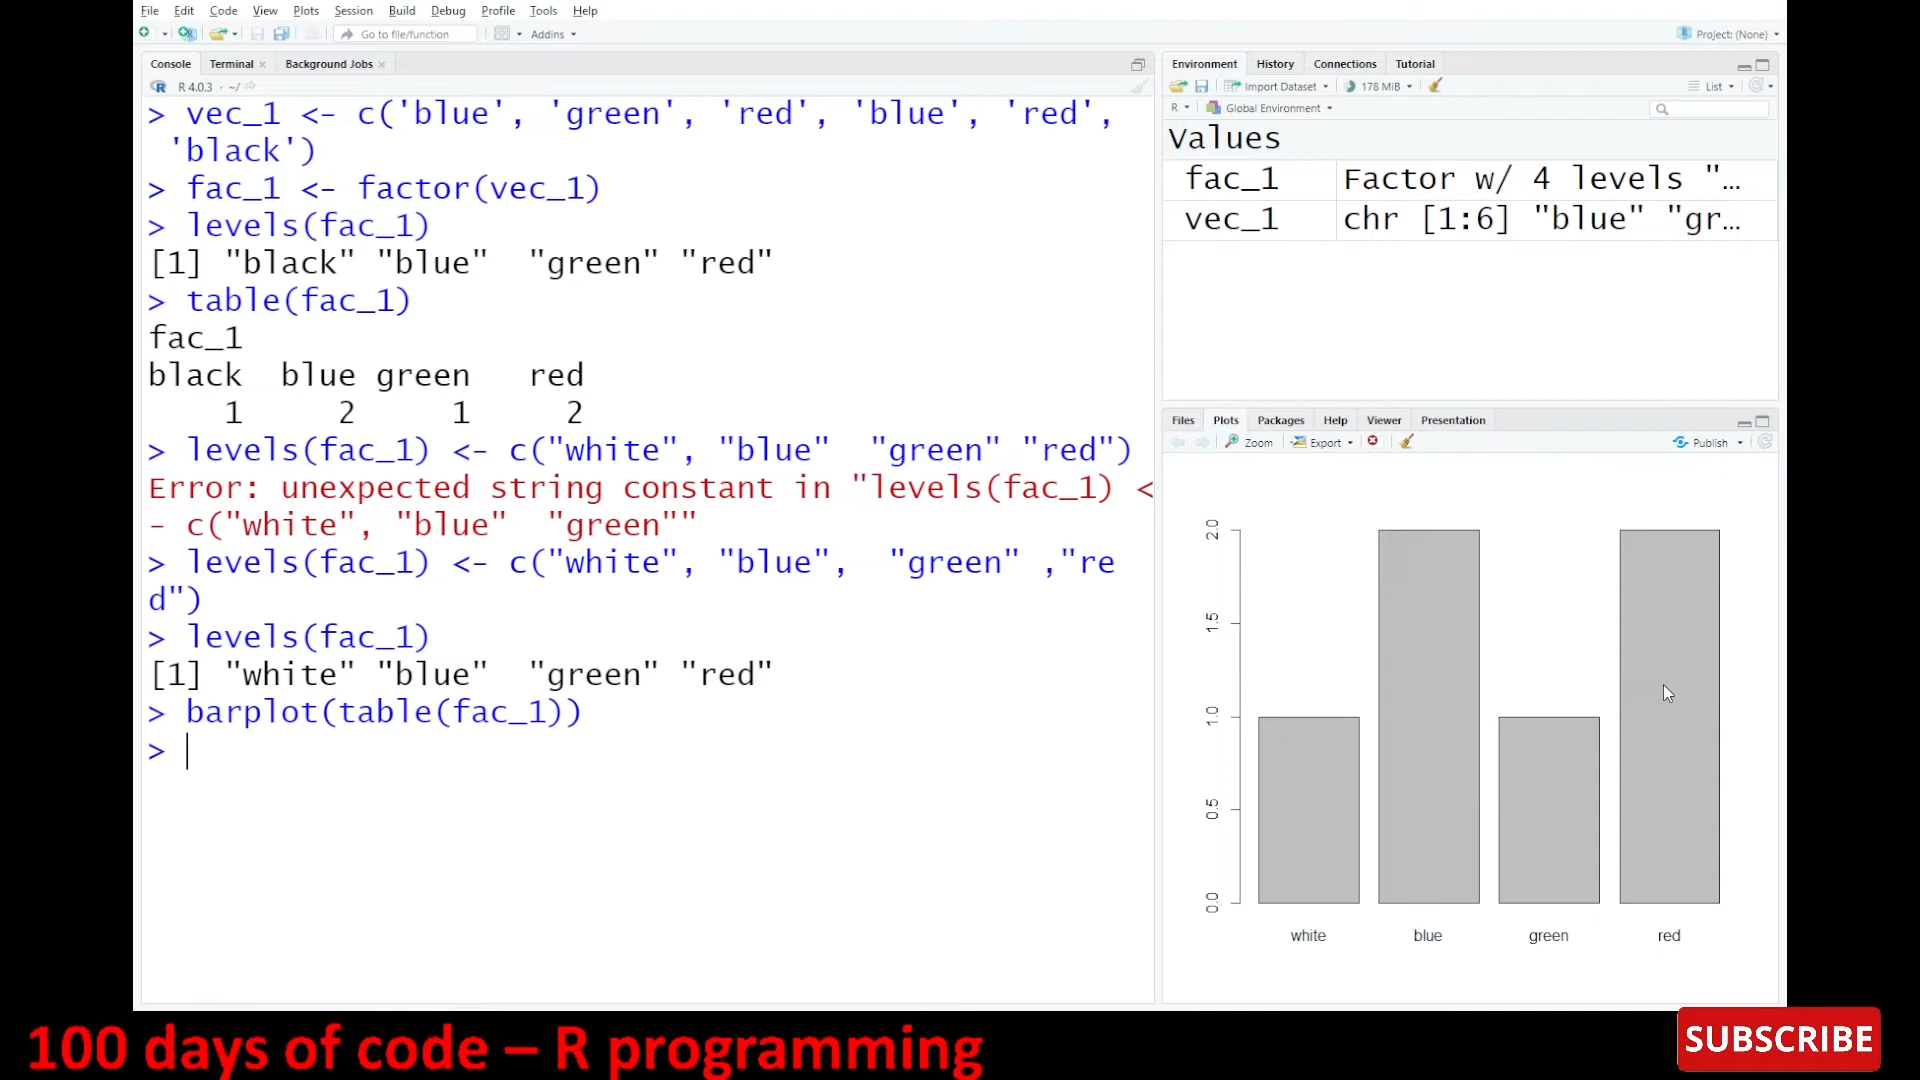 File Edit Code View Plots Session Build Debug Profile Tools Help
Go to file/function Addins Project: (None)
Console Terminal Background Jobs
R 4.0.3 · ~/
> vec_1 <- c('blue', 'green', 'red', 'blue', 'red',
'black')
> fac_1 <- factor(vec_1)
> levels(fac_1)
[1] "black" "blue"  "green" "red"
> table(fac_1)
fac_1
black  blue green   red
1     2     1     2
> levels(fac_1) <- c("white", "blue"  "green" "red")
Error: unexpected string constant in "levels(fac_1) <
- c("white", "blue"  "green""
> levels(fac_1) <- c("white", "blue",  "green" ,"re
d")
> levels(fac_1)
[1] "white" "blue"  "green" "red"
> barplot(table(fac_1))
>
Environment History Connections Tutorial
Import Dataset 178 MiB List
R Global Environment
Values
fac_1 Factor w/ 4 levels "…
vec_1 chr [1:6] "blue" "gr…
Files Plots Packages Help Viewer Presentation
Zoom Export Publish
2.0
1.5
1.0
0.5
0.0
white blue green red
100 days of code – R programming
SUBSCRIBE